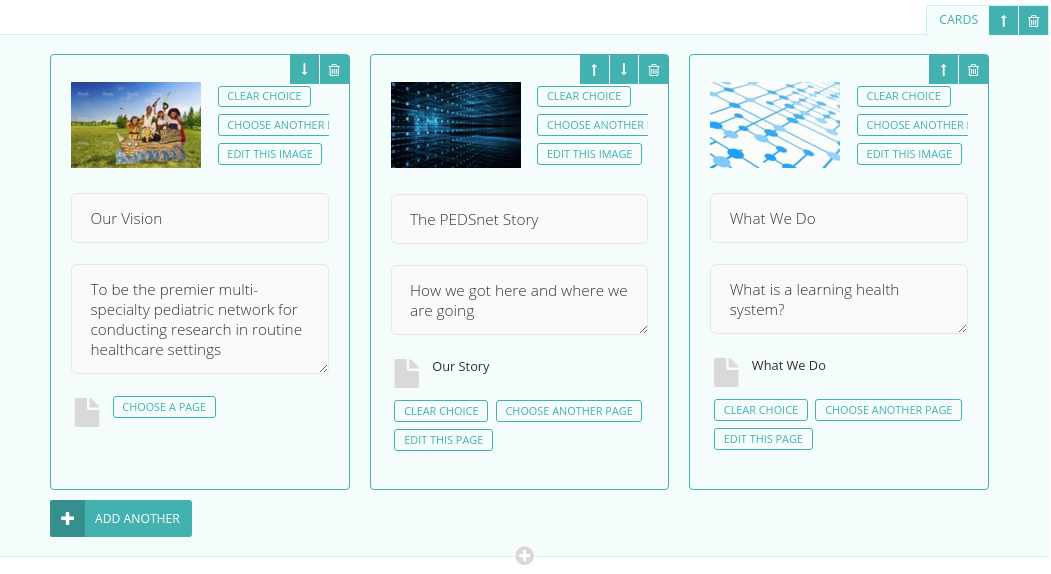 CARDS
CLEAR CHOICE
CHOOSE ANOTHER
EDIT THIS IMAGE
Our Vision
To be the premier multi-
specialty pediatric network for
conducting research in routine
healthcare settings
CHOOSE A PAGE
CLEAR CHOICE
CHOOSE ANOTHER
EDIT THIS IMAGE
The PEDSnet Story
How we got here and where we
are going
Our Story
CLEAR CHOICE CHOOSE ANOTHER PAGE
EDIT THIS PAGE
CLEAR CHOICE
CHOOSE ANOTHER
EDIT THIS IMAGE
What We Do
What is a learning health
system?
What We Do
CLEAR CHOICE CHOOSE ANOTHER PAGE
EDIT THIS PAGE
ADD ANOTHER